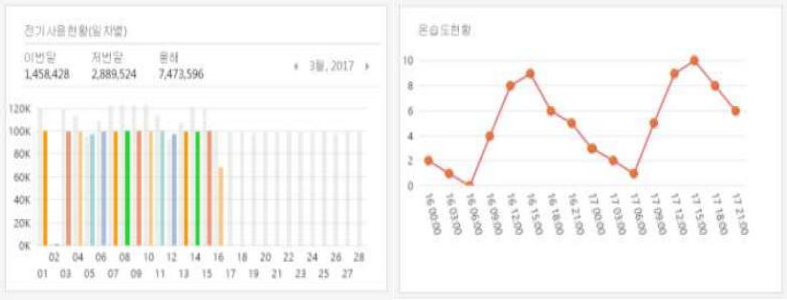 전기사용현황(일자별)
이번달 저번달 올해
1,458,428 2,889,524 7,473,596
3월, 2017
120K
100K
80K
60K
40K
20K
0K
02 04 06 08 10 12 14 16 18 20 22 24 26 28
01 03 05 07 09 11 13 15 17 19 21 23 25 27
온습도현황
10
8
6
4
2
0
16 00:00
16 03:00
16 06:00
16 09:00
16 12:00
16 15:00
16 18:00
16 21:00
17 00:00
17 03:00
17 06:00
17 09:00
17 12:00
17 15:00
17 18:00
17 21:00